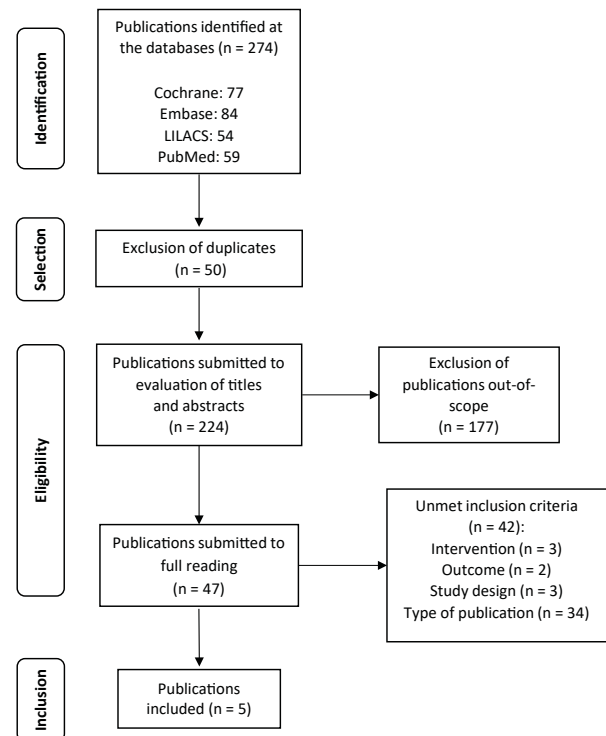 Identification
Publications identified at
the databases (n = 274)
Cochrane: 77
Embase: 84
LILACS: 54
PubMed: 59
Selection
Exclusion of duplicates
(n = 50)
Eligibility
Publications submitted to
evaluation of titles
and abstracts
(n = 224)
Exclusion of
publications out-of-
scope
(n = 177)
Publications submitted to
full reading
(n = 47)
Unmet inclusion criteria
(n = 42):
Intervention (n = 3)
Outcome (n = 2)
Study design (n = 3)
Type of publication (n = 34)
Inclusion
Publications
included (n = 5)